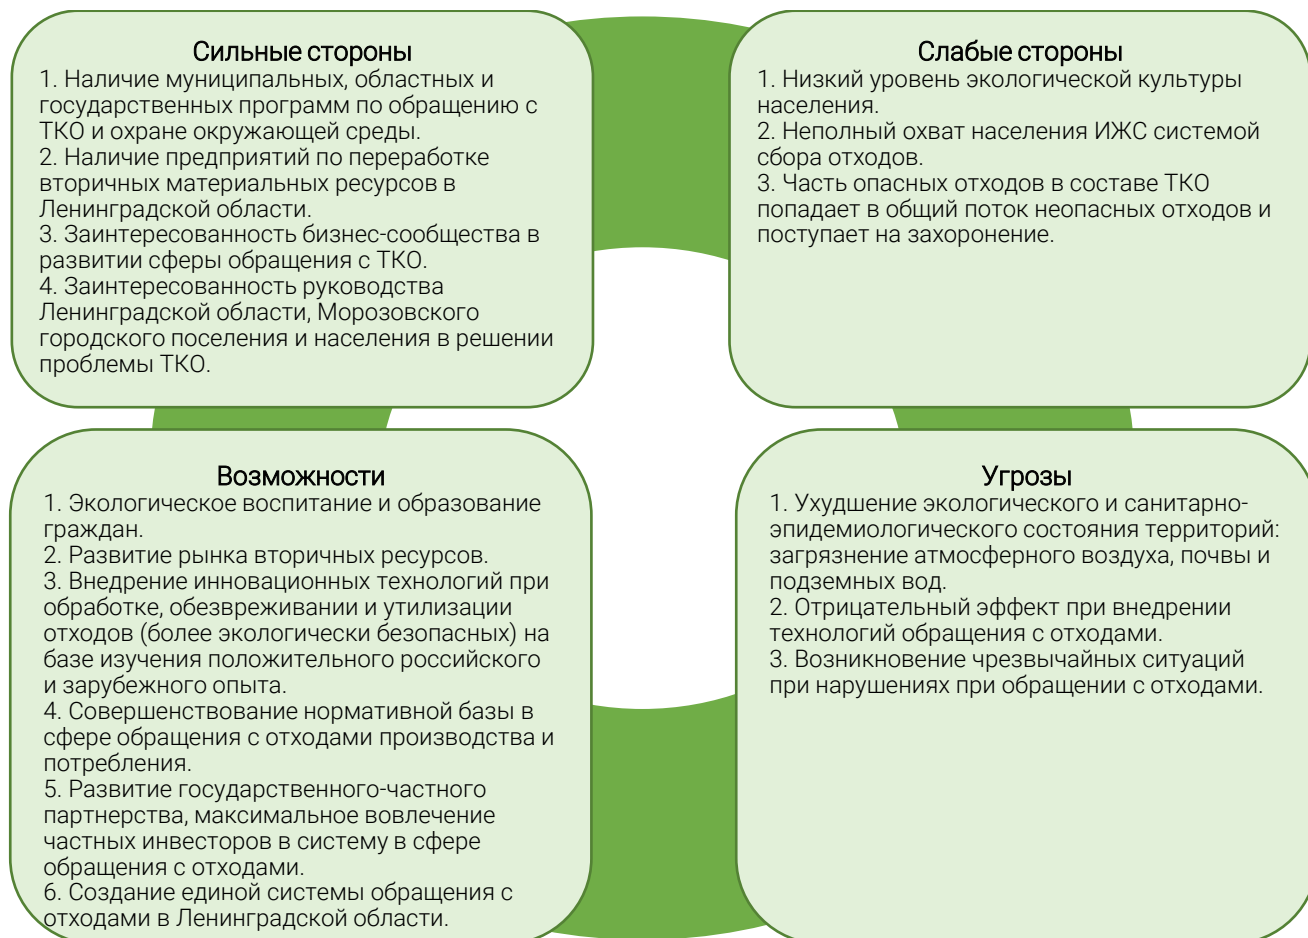 Сильные стороны
1. Наличие муниципальных, областных и
государственных программ по обращению с
ТКО и охране окружающей среды.
2. Наличие предприятий по переработке
вторичных материальных ресурсов в
Ленинградской области.
3. Заинтересованность бизнес-сообщества в
развитии сферы обращения с ТКО.
4. Заинтересованность руководства
Ленинградской области, Морозовского
городского поселения и населения в решении
проблемы ТКО.
Слабые стороны
1. Низкий уровень экологической культуры
населения.
2. Неполный охват населения ИЖС системой
сбора отходов.
3. Часть опасных отходов в составе ТКО
попадает в общий поток неопасных отходов и
поступает на захоронение.
Возможности
1. Экологическое воспитание и образование
граждан.
2. Развитие рынка вторичных ресурсов.
3. Внедрение инновационных технологий при
обработке, обезвреживании и утилизации
отходов (более экологически безопасных) на
базе изучения положительного российского
и зарубежного опыта.
4. Совершенствование нормативной базы в
сфере обращения с отходами производства и
потребления.
5. Развитие государственного-частного
партнерства, максимальное вовлечение
частных инвесторов в систему в сфере
обращения с отходами.
6. Создание единой системы обращения с
отходами в Ленинградской области.
Угрозы
1. Ухудшение экологического и санитарно-
эпидемиологического состояния территорий:
загрязнение атмосферного воздуха, почвы и
подземных вод.
2. Отрицательный эффект при внедрении
технологий обращения с отходами.
3. Возникновение чрезвычайных ситуаций
при нарушениях при обращении с отходами.